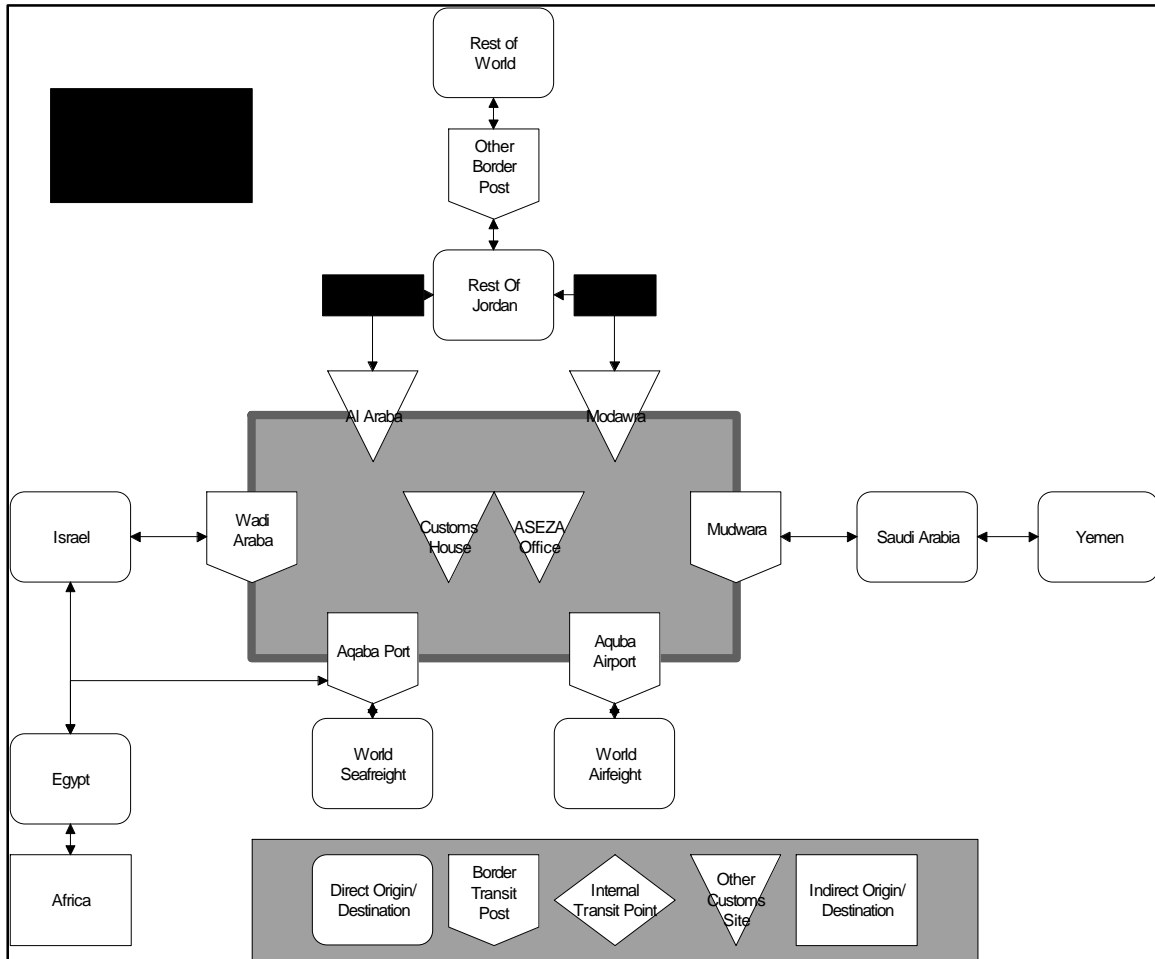 Rest of
World
Other
Border
Post
Rest Of
Jordan
Al Araba
Modawra
Israel
Wadi
Araba
Customs
House
ASEZA
Office
Mudwara
Saudi Arabia
Yemen
Aqaba Port
Aquba
Airport
World
Seafreight
World
Airfeight
Egypt
Africa
Direct Origin/
Destination
Border
Transit
Post
Internal
Transit Point
Other
Customs
Site
Indirect Origin/
Destination